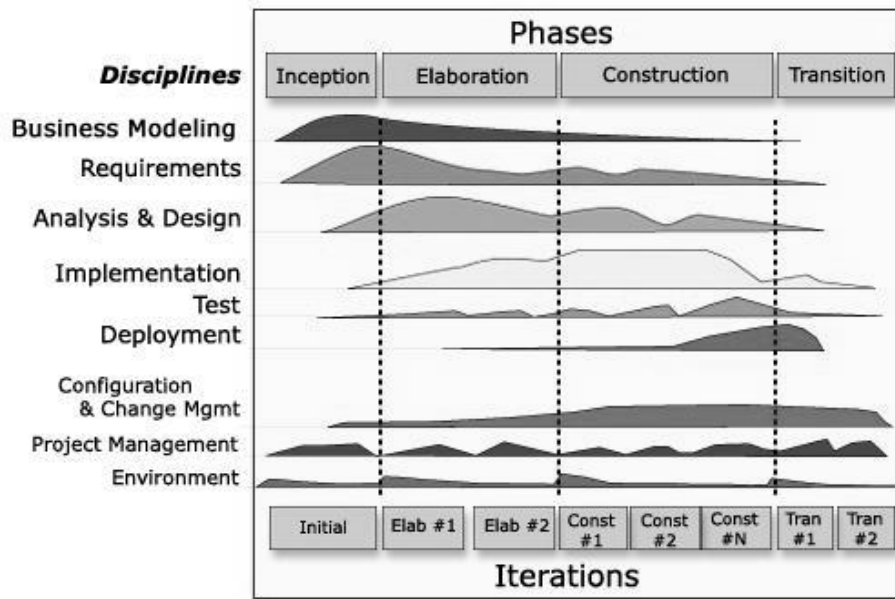 Phases
Disciplines
Inception
Elaboration
Construction
Transition
Business Modeling
Requirements
Analysis & Design
Implementation
Test
Deployment
Configuration
& Change Mgmt
Project Management
Environment
Initial
Elab #1
Elab #2
Const
#1
Const
#2
Const
#N
Tran
#1
Tran
#2
Iterations